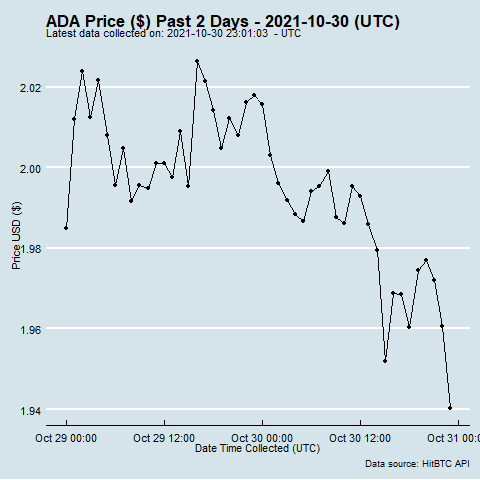 ADA Price ($) Past 2 Days - 2021-10-30 (UTC)
Latest data collected on: 2021-10-30 23:01:03 - UTC
2.02
2.00
1.98
1.96
1.94
Price USD ($)
Oct 29 00:00
Oct 29 12:00
Oct 30 00:00
Oct 30 12:00
Oct 31 00:
Date Time Collected (UTC)
Data source: HitBTC API